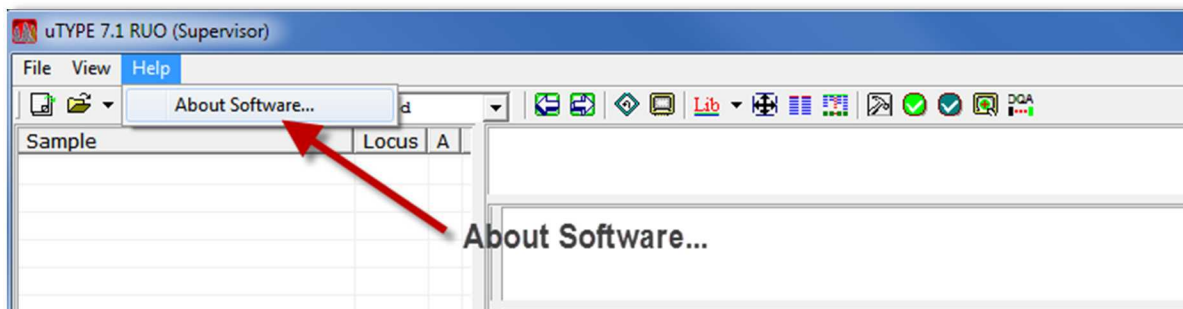 uTYPE 7.1 RUO (Supervisor)
File View Help
About Software...
d
Lib
DQA
Sample Locus A
About Software...